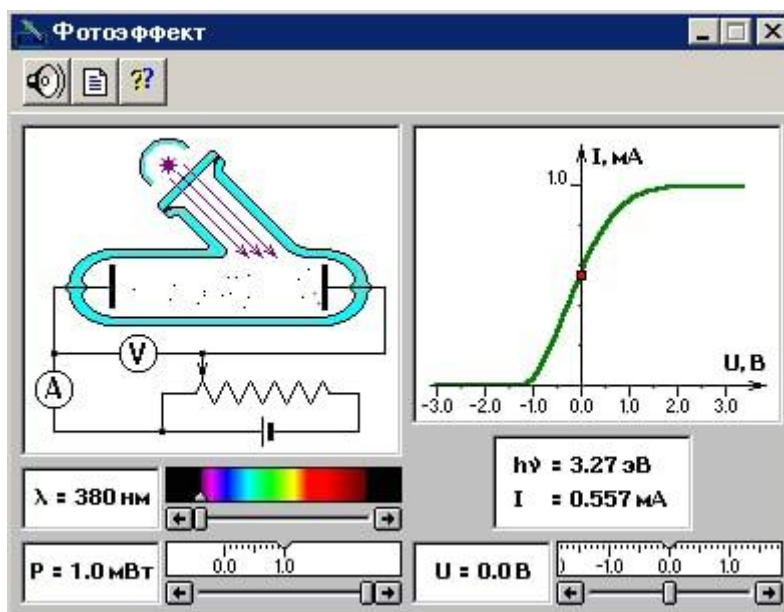 Фотоэффект
I, мА
1.0
U, В
-3.0 -2.0 -1.0 0.0 1.0 2.0 3.0
V
A
hν = 3.27 эВ
I = 0.557 мА
λ = 380 нм
P = 1.0 мВт
0.0 1.0
U = 0.0 В
-1.0 0.0 1.0